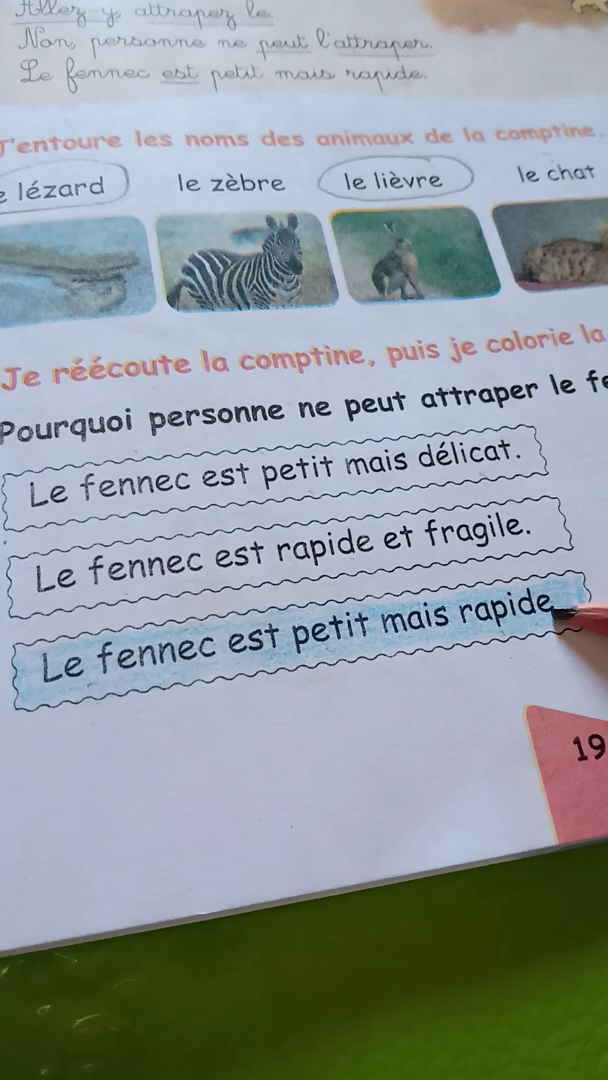 Allez-y, attrapez le.
Non, personne ne peut l'attraper.
Le fennec est petit mais rapide.
J'entoure les noms des animaux de la comptine.
lézard le zèbre le lièvre le chat
Je réécoute la comptine, puis je colorie la
Pourquoi personne ne peut attraper le
Le fennec est petit mais délicat.
Le fennec est rapide et fragile.
Le fennec est petit mais rapide
19